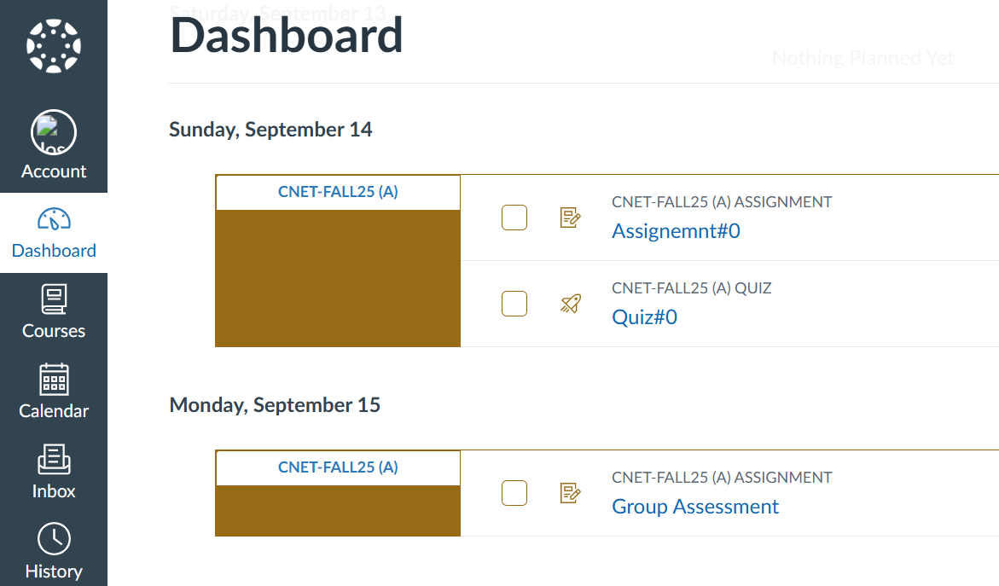 Saturday, September 13
Dashboard
Nothing Planned Yet
Sunday, September 14
CNET-FALL25 (A)
CNET-FALL25 (A) ASSIGNMENT
Assignemnt#0
CNET-FALL25 (A) QUIZ
Quiz#0
Monday, September 15
CNET-FALL25 (A)
CNET-FALL25 (A) ASSIGNMENT
Group Assessment
Account
Dashboard
Courses
Calendar
Inbox
History